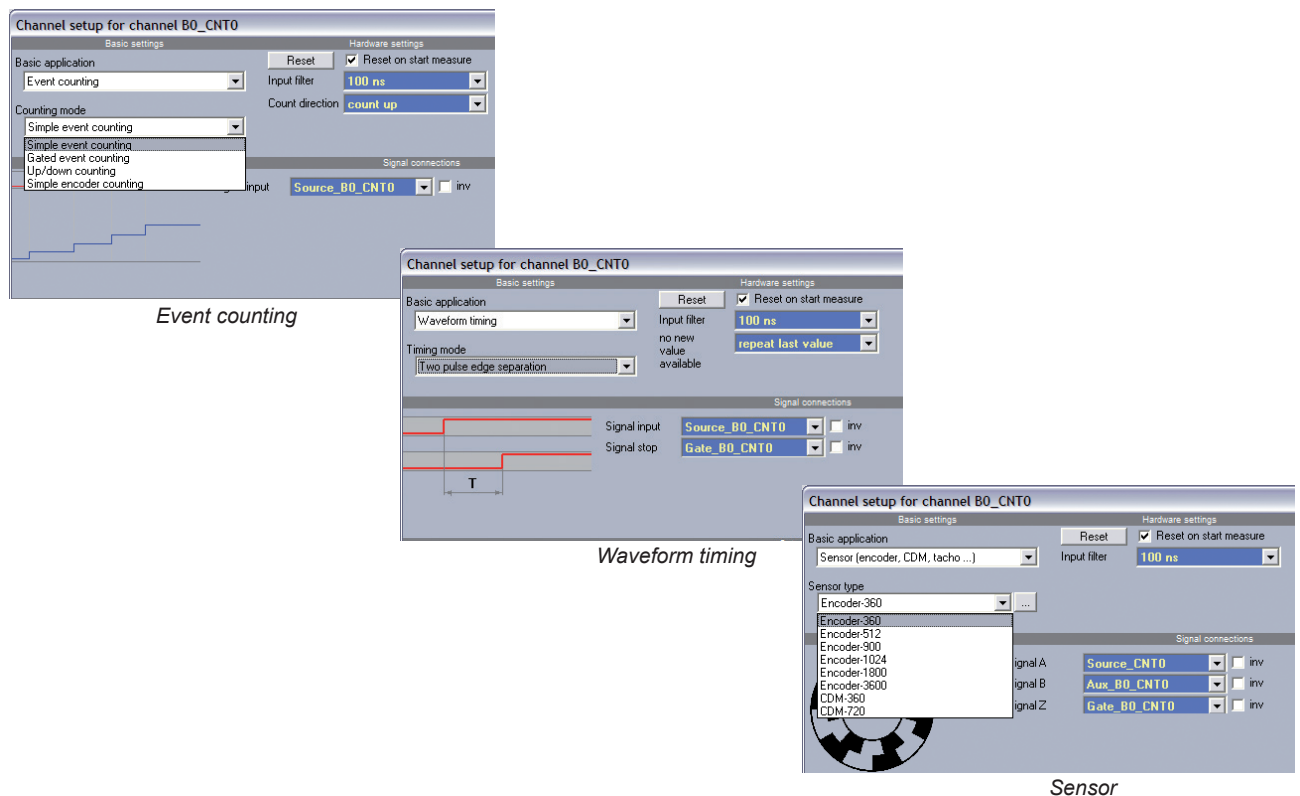 Channel setup for channel B0_CNT0
Basic settings
Hardware settings
Basic application
Reset
Reset on start measure
Event counting
Input filter
100 ns
Count direction
count up
Counting mode
Simple event counting
Simple event counting
Gated event counting
Up/down counting
Simple encoder counting
Signal connections
input
Source_B0_CNT0
inv
Event counting
Channel setup for channel B0_CNT0
Basic settings
Hardware settings
Basic application
Reset
Reset on start measure
Waveform timing
Input filter
100 ns
no new
value
available
repeat last value
Timing mode
Two pulse edge separation
Signal connections
Signal input
Source_B0_CNT0
inv
Signal stop
Gate_B0_CNT0
inv
T
Waveform timing
Channel setup for channel B0_CNT0
Basic settings
Hardware settings
Basic application
Reset
Reset on start measure
Sensor (encoder, CDM, tacho ...)
Input filter
100 ns
Sensor type
Encoder-360
...
Encoder-360
Encoder-512
Encoder-900
Encoder-1024
Encoder-1800
Encoder-3600
CDM-360
CDM-720
Signal connections
ignal A
Source_CNT0
inv
ignal B
Aux_B0_CNT0
inv
ignal Z
Gate_B0_CNT0
inv
Sensor